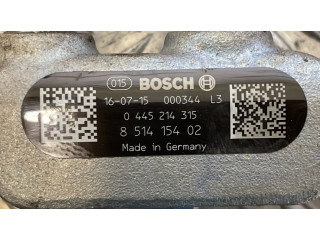 015 BOSCH
16-07-15 000344 L3
0 445 214 315
8 514 154 02
Made in Germany